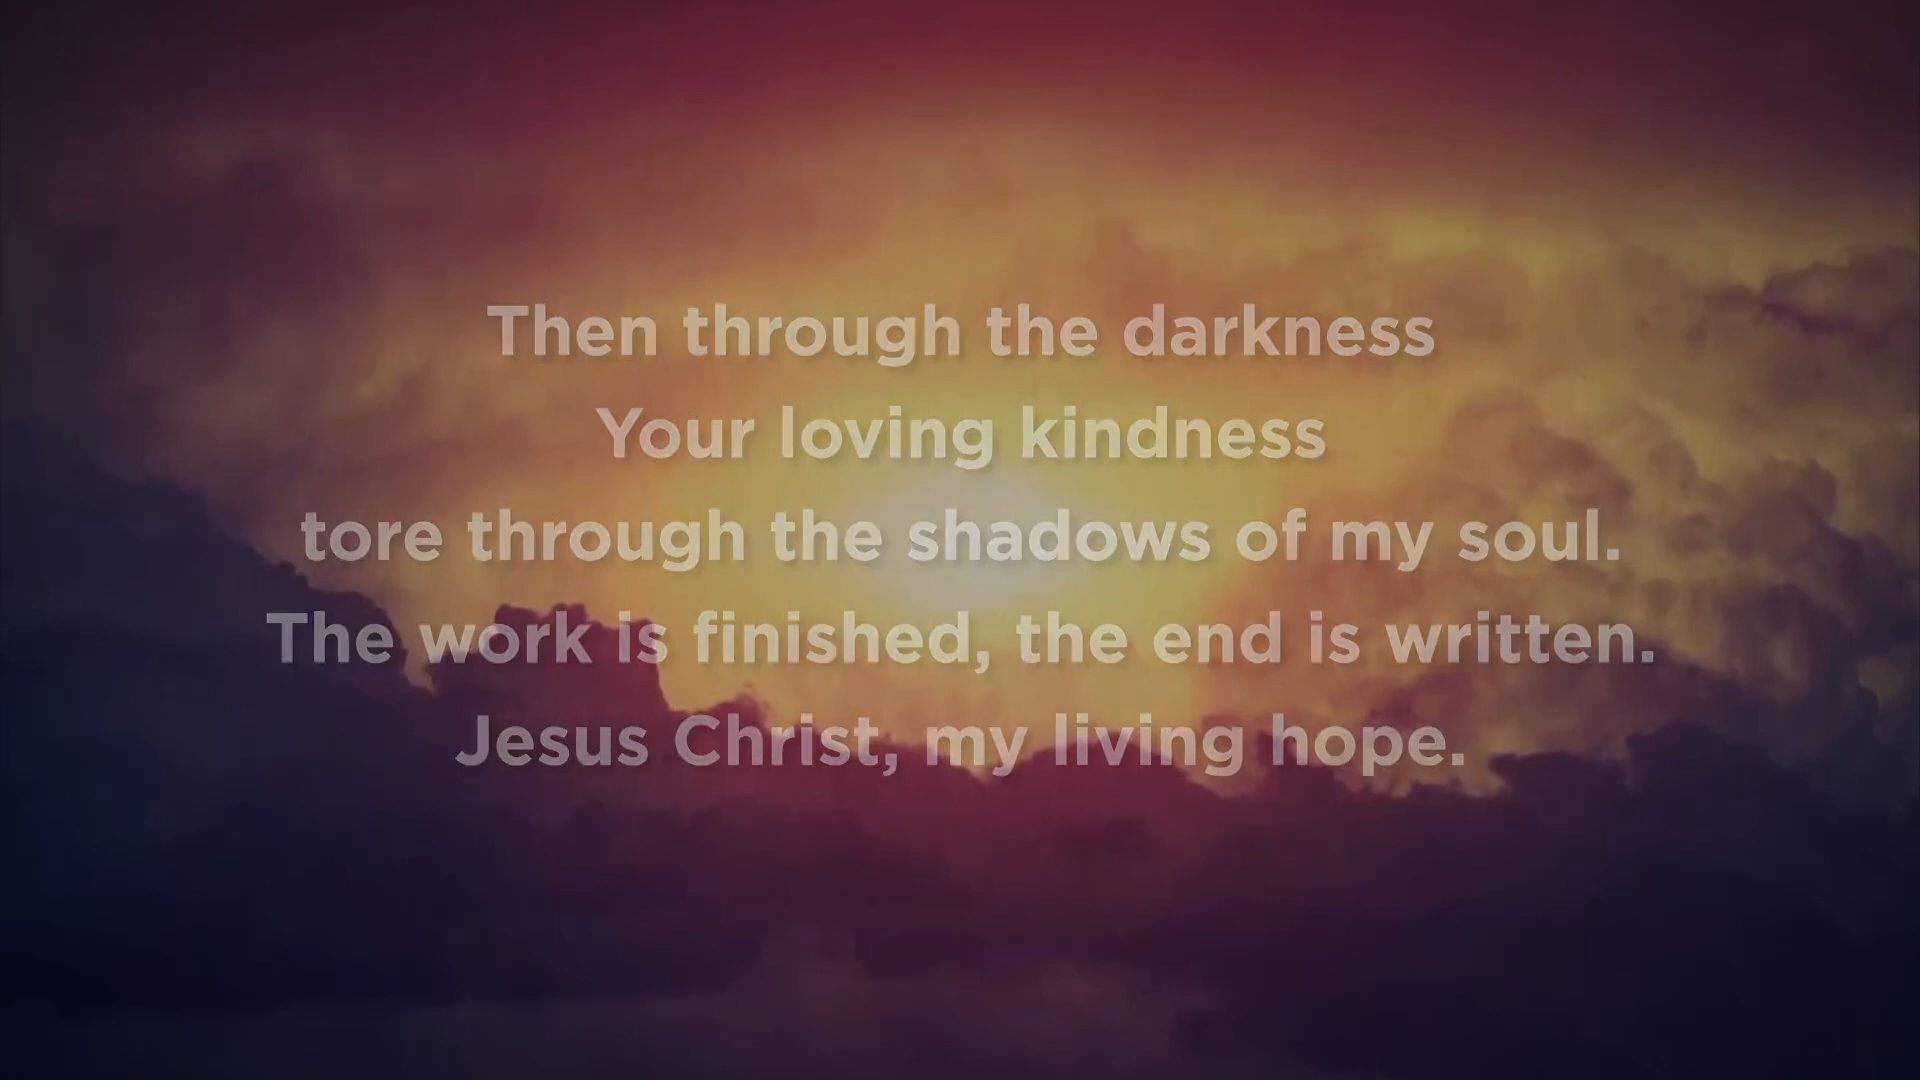 Then through the darkness
Your loving kindness
tore through the shadows of my soul.
The work is finished, the end is written.
Jesus Christ, my living hope.